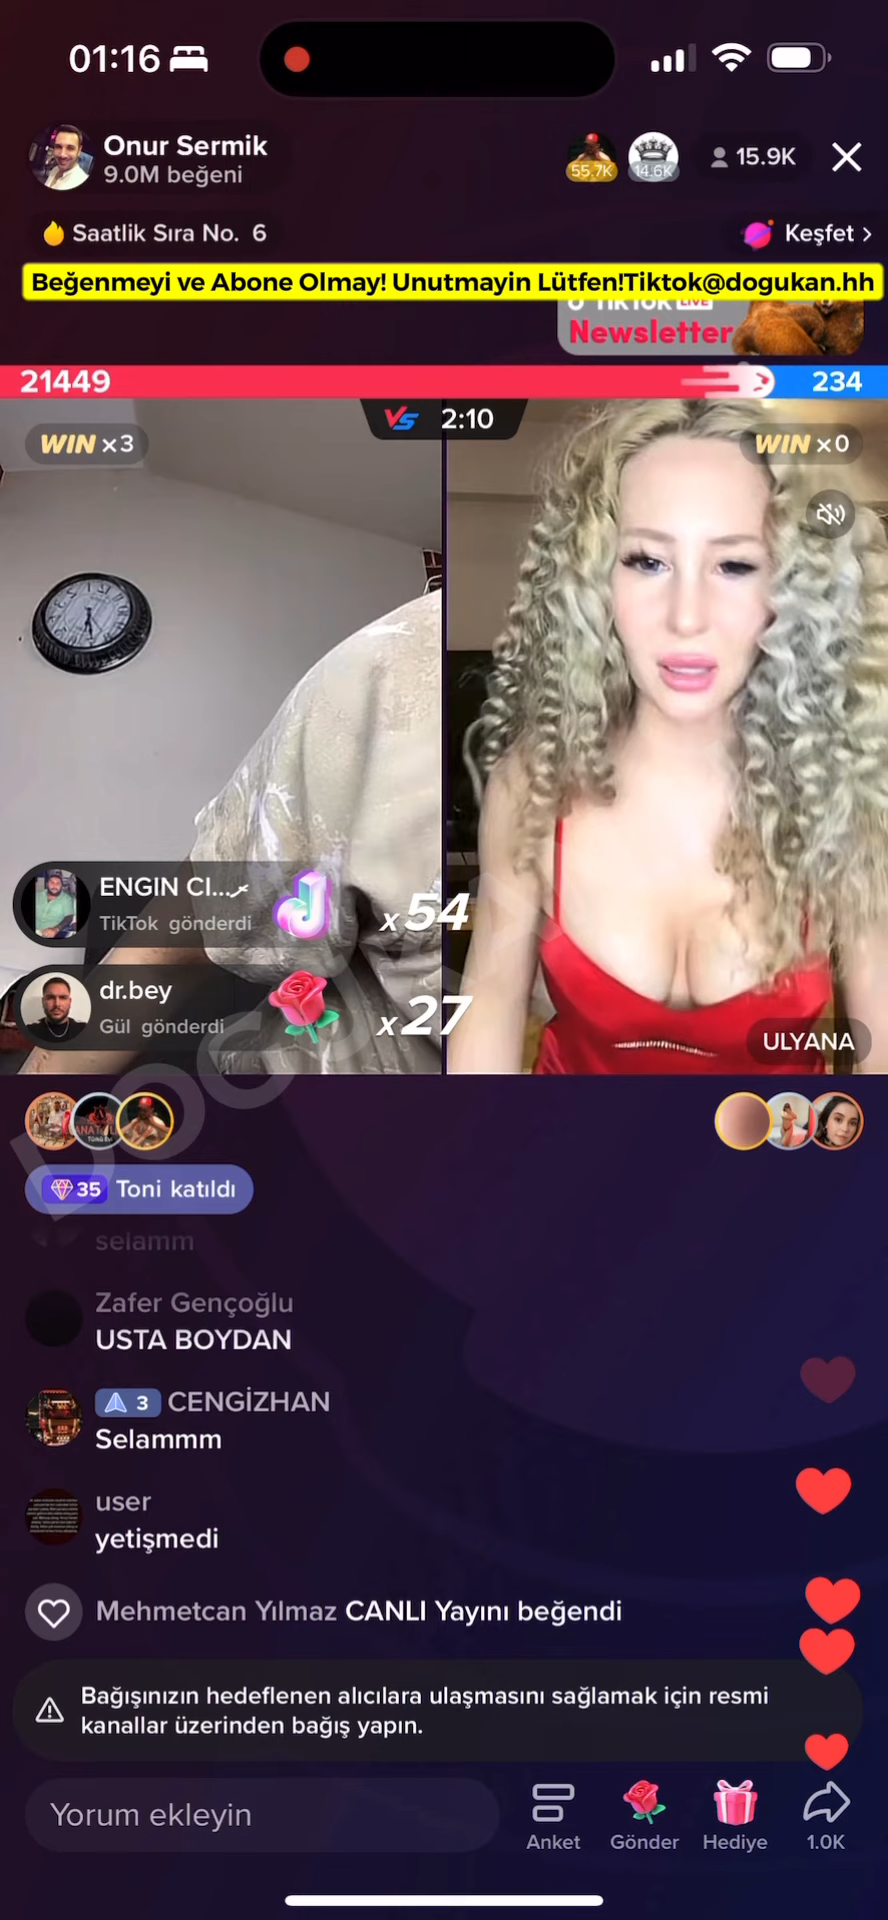 01:16
Onur Sermik
9.0M beğeni
55.7K
14.6K
15.9K
Saatlik Sıra No. 6
Keşfet >
Beğenmeyi ve Abone Olmay! Unutmayin Lütfen!Tiktok@dogukan.hh
TikTok LIVE
Newsletter
21449
234
VS 2:10
WIN x3
WIN x0
ENGIN CI...
TikTok gönderdi
x54
dr.bey
Gül gönderdi
x27
ULYANA
35 Toni katıldı
selamm
Zafer Gençoğlu
USTA BOYDAN
3 CENGİZHAN
Selammm
user
yetişmedi
Mehmetcan Yılmaz CANLI Yayını beğendi
Bağışınızın hedeflenen alıcılara ulaşmasını sağlamak için resmi
kanallar üzerinden bağış yapın.
Yorum ekleyin
Anket
Gönder
Hediye
1.0K